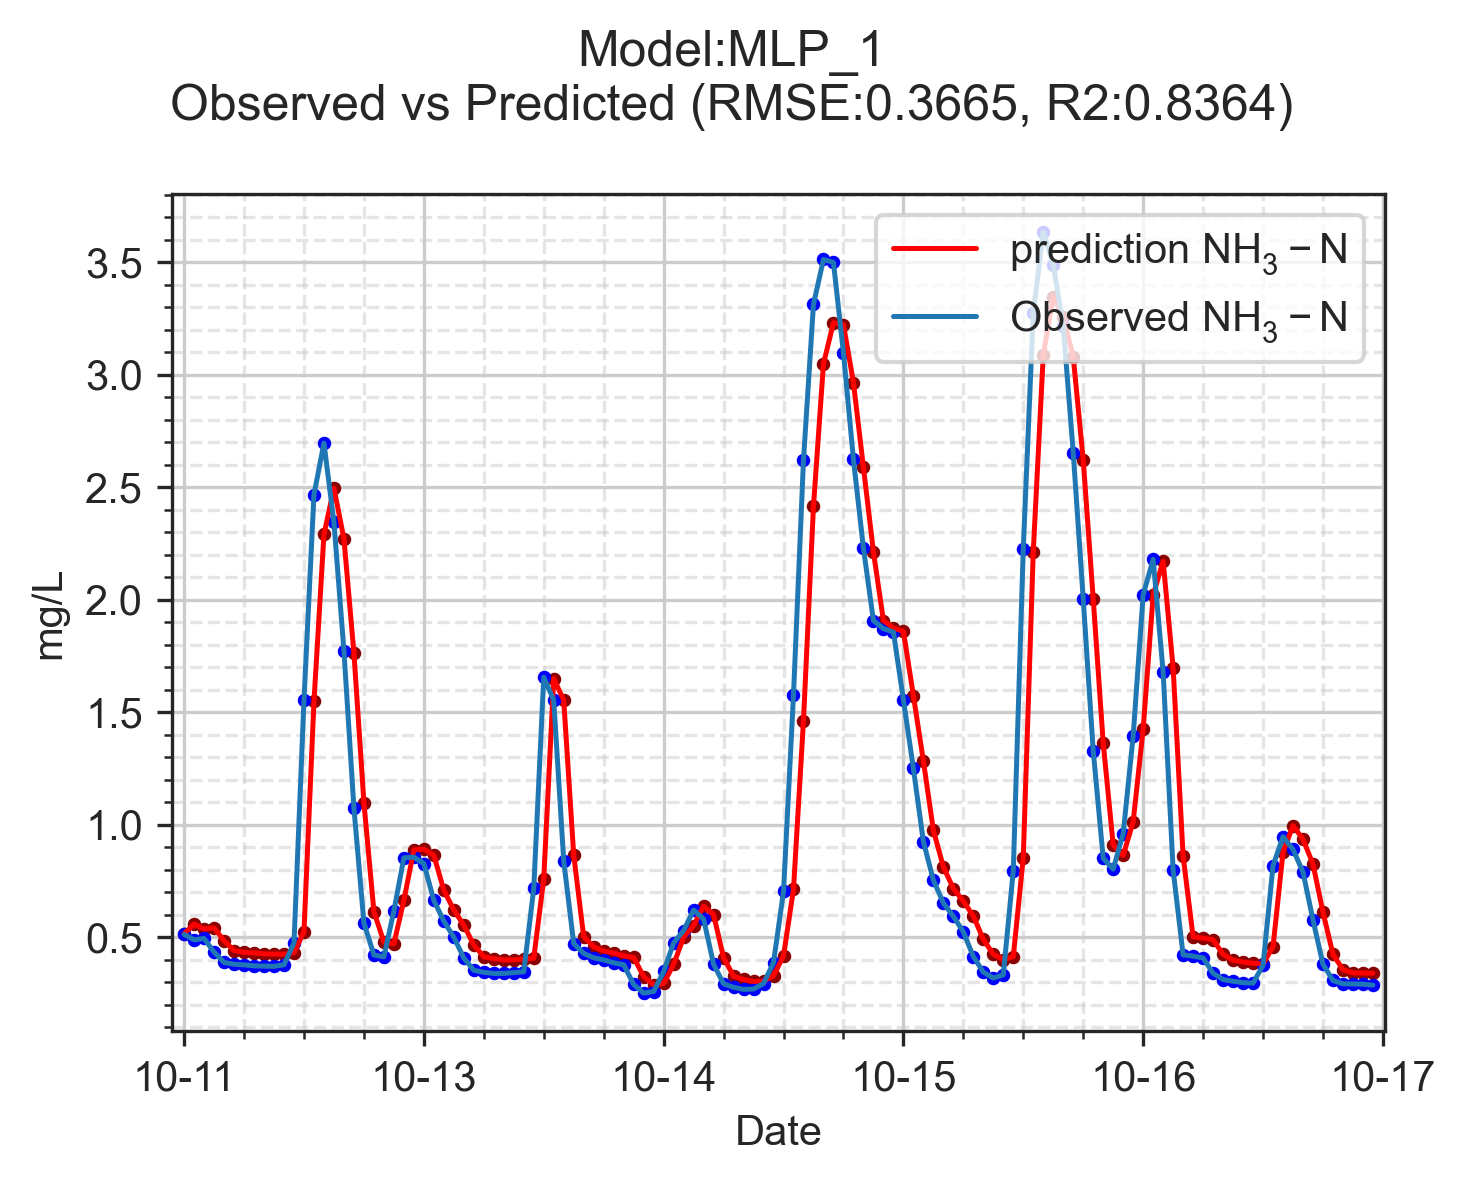 Model:MLP_1
Observed vs Predicted (RMSE:0.3665, R2:0.8364)
prediction NH₃ − N
Observed NH₃ − N
3.5
3.0
2.5
2.0
1.5
1.0
0.5
mg/L
10-11 10-13 10-14 10-15 10-16 10-17
Date